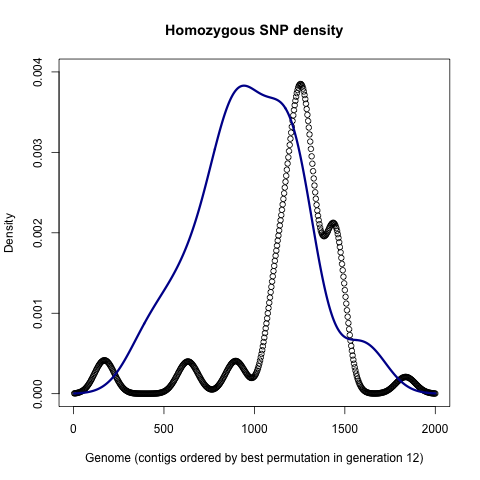 Homozygous SNP density
Density
0.004
0.003
0.002
0.001
0.000
0 500 1000 1500 2000
Genome (contigs ordered by best permutation in generation 12)